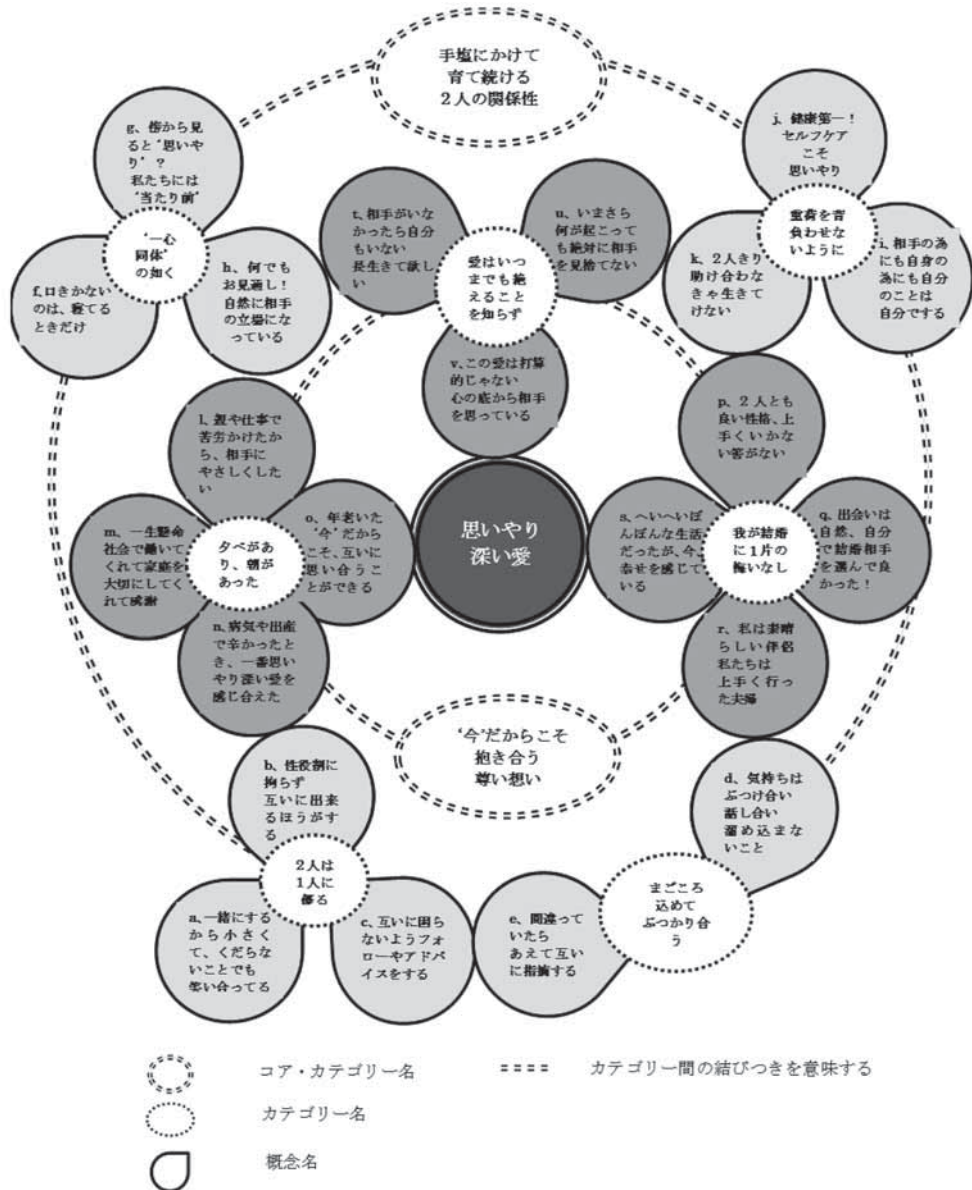 手塩にかけて
育て続ける
2人の関係性
g、傍から見
ると“思いや
り”？
私たちには
“当たり前”
“一心
同体”
の如く
f、口きかない
のは、寝てる
ときだけ
h、何でも
お見通し！
自然に相手
の立場にな
っている
j、健康第一！
セルフケア
こそ
思いやり
重荷を背
負わせな
いように
k、2人きり
助け合わな
きゃ生きて
けない
i、相手の為
にも自身の
為にも自分
のことは
自分でする
t、相手がいな
かったら自分
もいない
長生きて欲し
い
u、いまさら
何が起こって
も絶対に相手
を見捨てない
愛はいつ
までも絶
えること
を知らず
v、この愛は打算
的じゃない
心の底から相手
を思っている
l、親や仕事で
苦労かけたか
ら、相手に
やさしくした
い
m、一生懸命
社会で働いて
くれて家庭を
大切にしてく
れて感謝
夕べがあ
り、朝が
あった
o、年老いた
“今”だから
こそ、互いに
思い合うこ
とができる
n、病気や出産
で辛かったと
き、一番思い
やり深い愛を
感じ合えた
思いやり
深い愛
p、2人とも
良い性格、上
手くいかな
い筈がない
s、へいへいぼ
んぼんな生活
だったが、今、
幸せを感じて
いる
我が結婚
に1片の
悔いなし
q、出会いは
自然、自分
で結婚相手
を選んで良
かった！
r、私は素晴
らしい伴侶
私たちは
上手く行っ
た夫婦
“今”だからこそ
抱き合う
尊い想い
b、性役割に
拘らず
互いに出来
るほうがす
る
2人は
1人に
優る
a、一緒にする
から小さく
て、くだらな
いことでも
笑い合ってる
c、互いに困ら
ないようフォ
ローやアドバ
イスをする
d、気持ちは
ぶつけ合い
話し合い
溜め込まな
いこと
まごころ
込めて
ぶつかり合
う
e、間違って
いたら
あえて互い
に指摘する
コア・カテゴリー名
カテゴリー間の結びつきを意味する
カテゴリー名
概念名